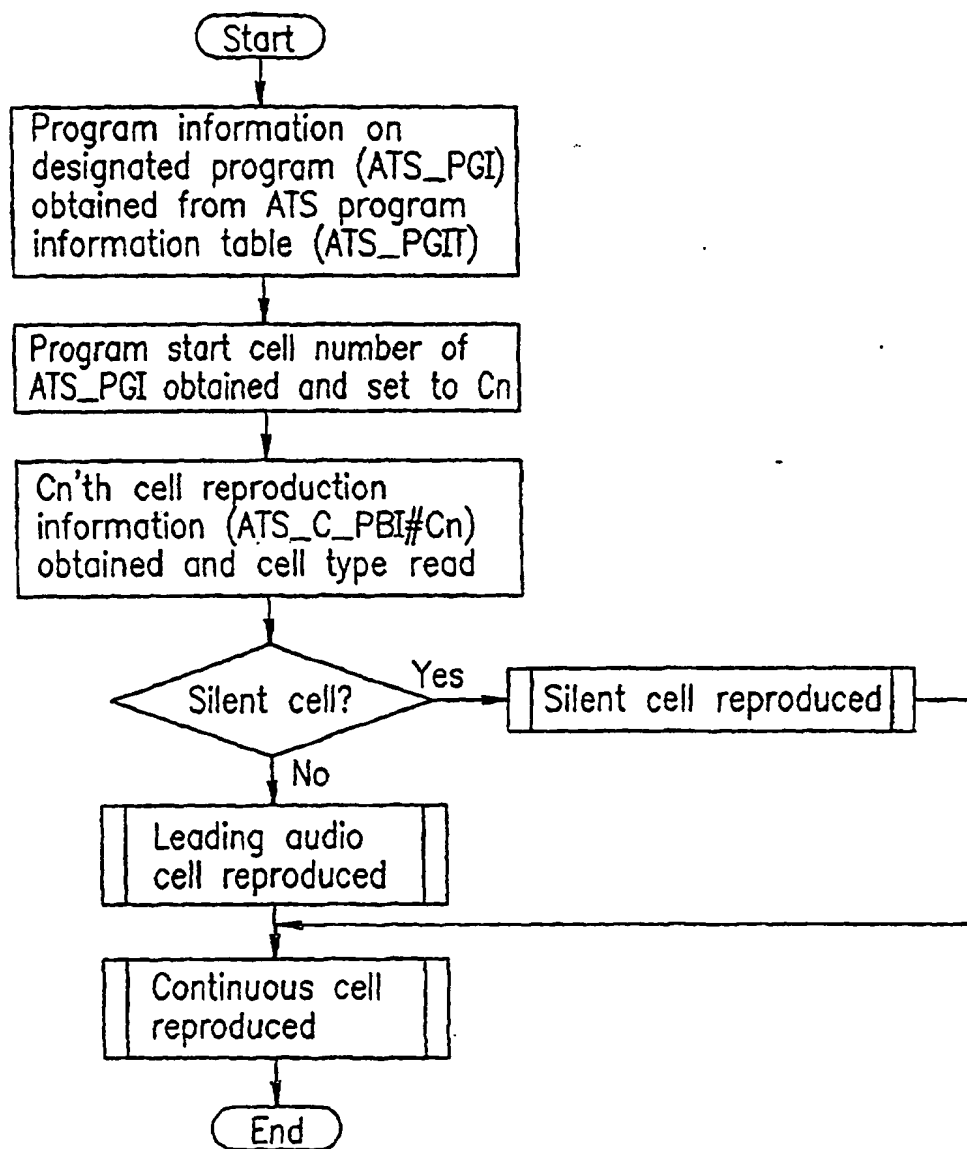 Start
Program information on
designated program (ATS_PGI)
obtained from ATS program
information table (ATS_PGIT)
Program start cell number of
ATS_PGI obtained and set to Cn
Cn'th cell reproduction
information (ATS_C_PBI#Cn)
obtained and cell type read
Silent cell?
Yes
Silent cell reproduced
No
Leading audio
cell reproduced
Continuous cell
reproduced
End